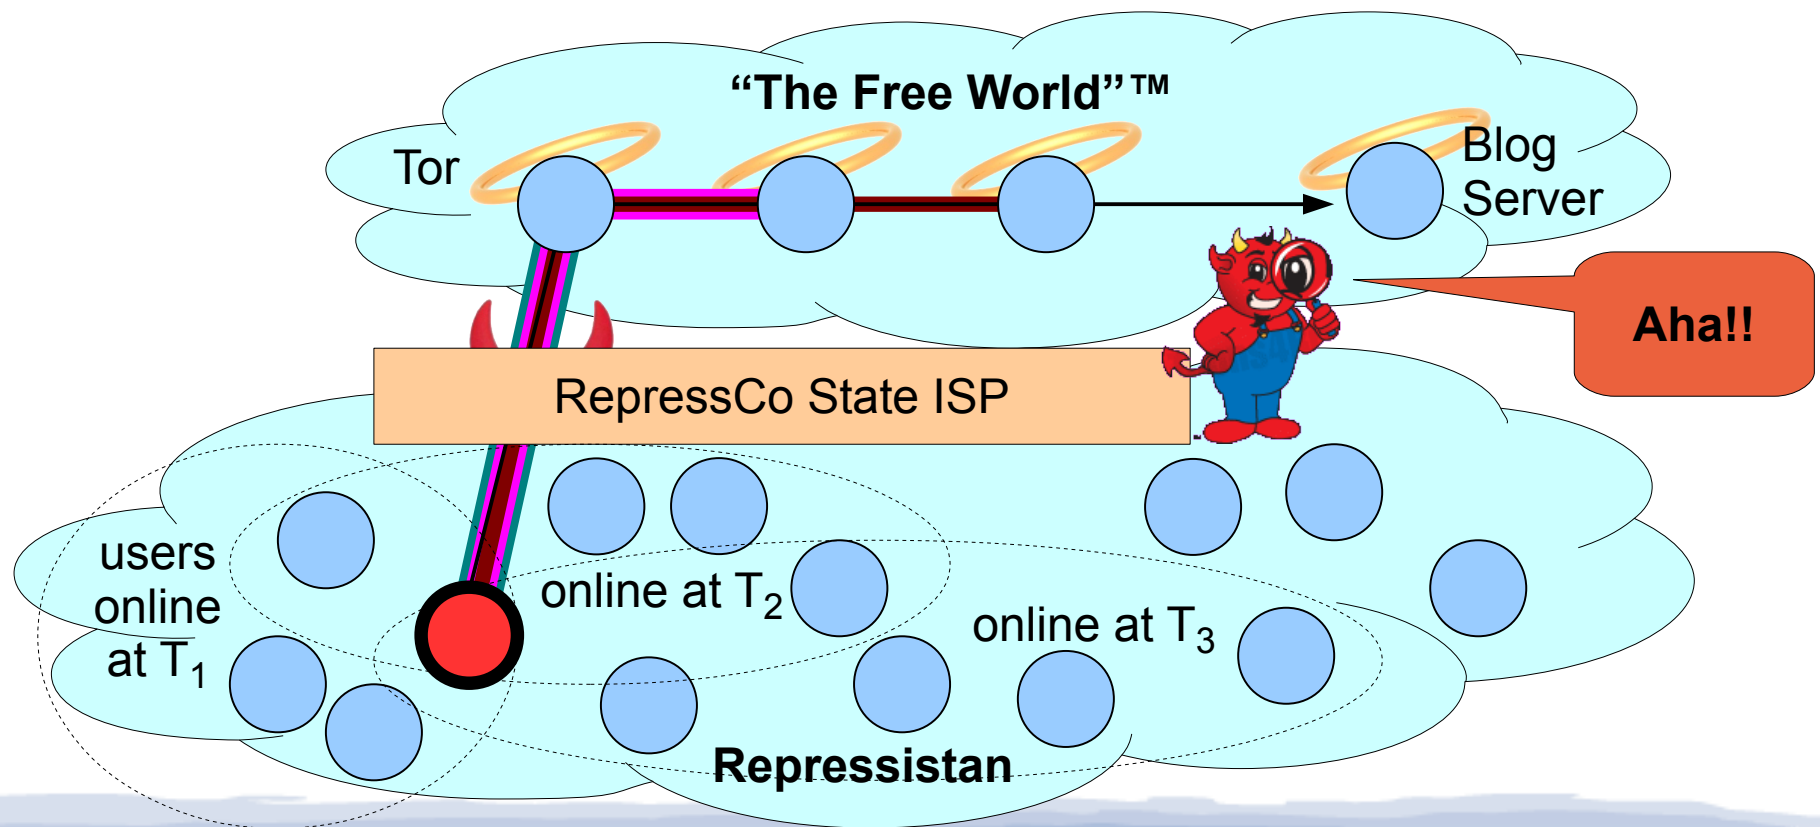 “The Free World”™
Tor
Blog
Server
Aha!!
RepressCo State ISP
users
online
at T₁
online at T₂
online at T₃
Repressistan